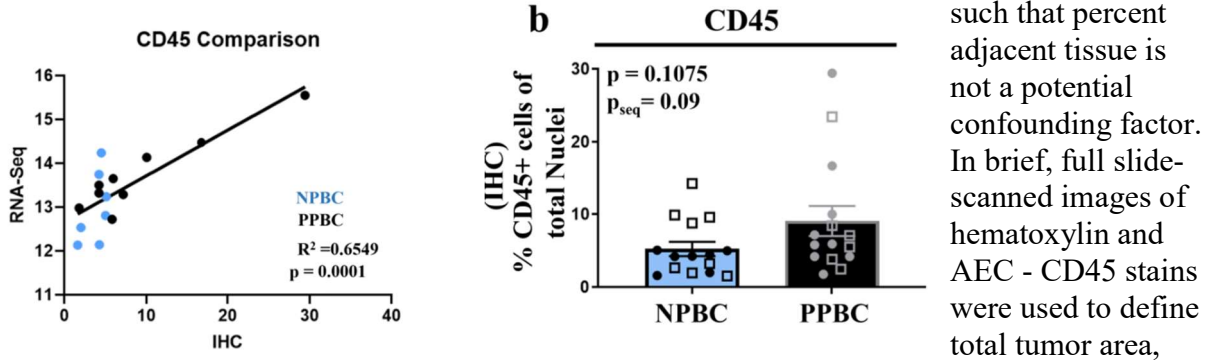 CD45 Comparison
16
15
14
13
12
11
RNA-Seq
0
10
20
30
40
IHC
NPBC
PPBC
R² =0.6549
p = 0.0001
b
CD45
p = 0.1075
pseq= 0.09
30
20
10
0
(IHC)
% CD45+ cells of
total Nuclei
NPBC
PPBC
such that percent
adjacent tissue is
not a potential
confounding factor.
In brief, full slide-
scanned images of
hematoxylin and
AEC - CD45 stains
were used to define
total tumor area,